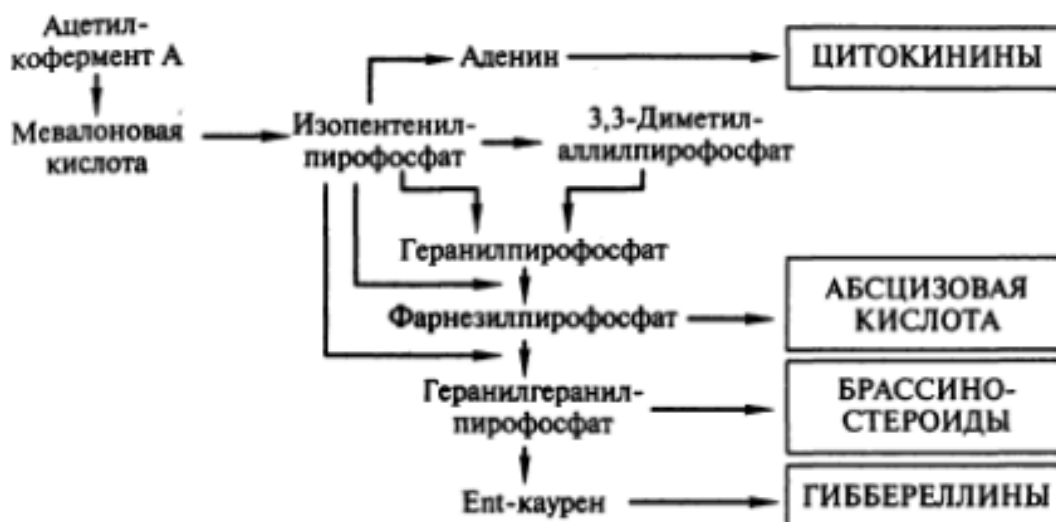 Ацетил-
кофермент А
Мевалоновая
кислота
Изопентенил-
пирофосфат
Аденин
ЦИТОКИНИНЫ
3,3-Диметил-
аллилпирофосфат
Геранилпирофосфат
Фарнезилпирофосфат
АБСЦИЗОВАЯ
КИСЛОТА
Геранилгеранил-
пирофосфат
БРАССИНО-
СТЕРОИДЫ
Ent-каурен
ГИББЕРЕЛЛИНЫ